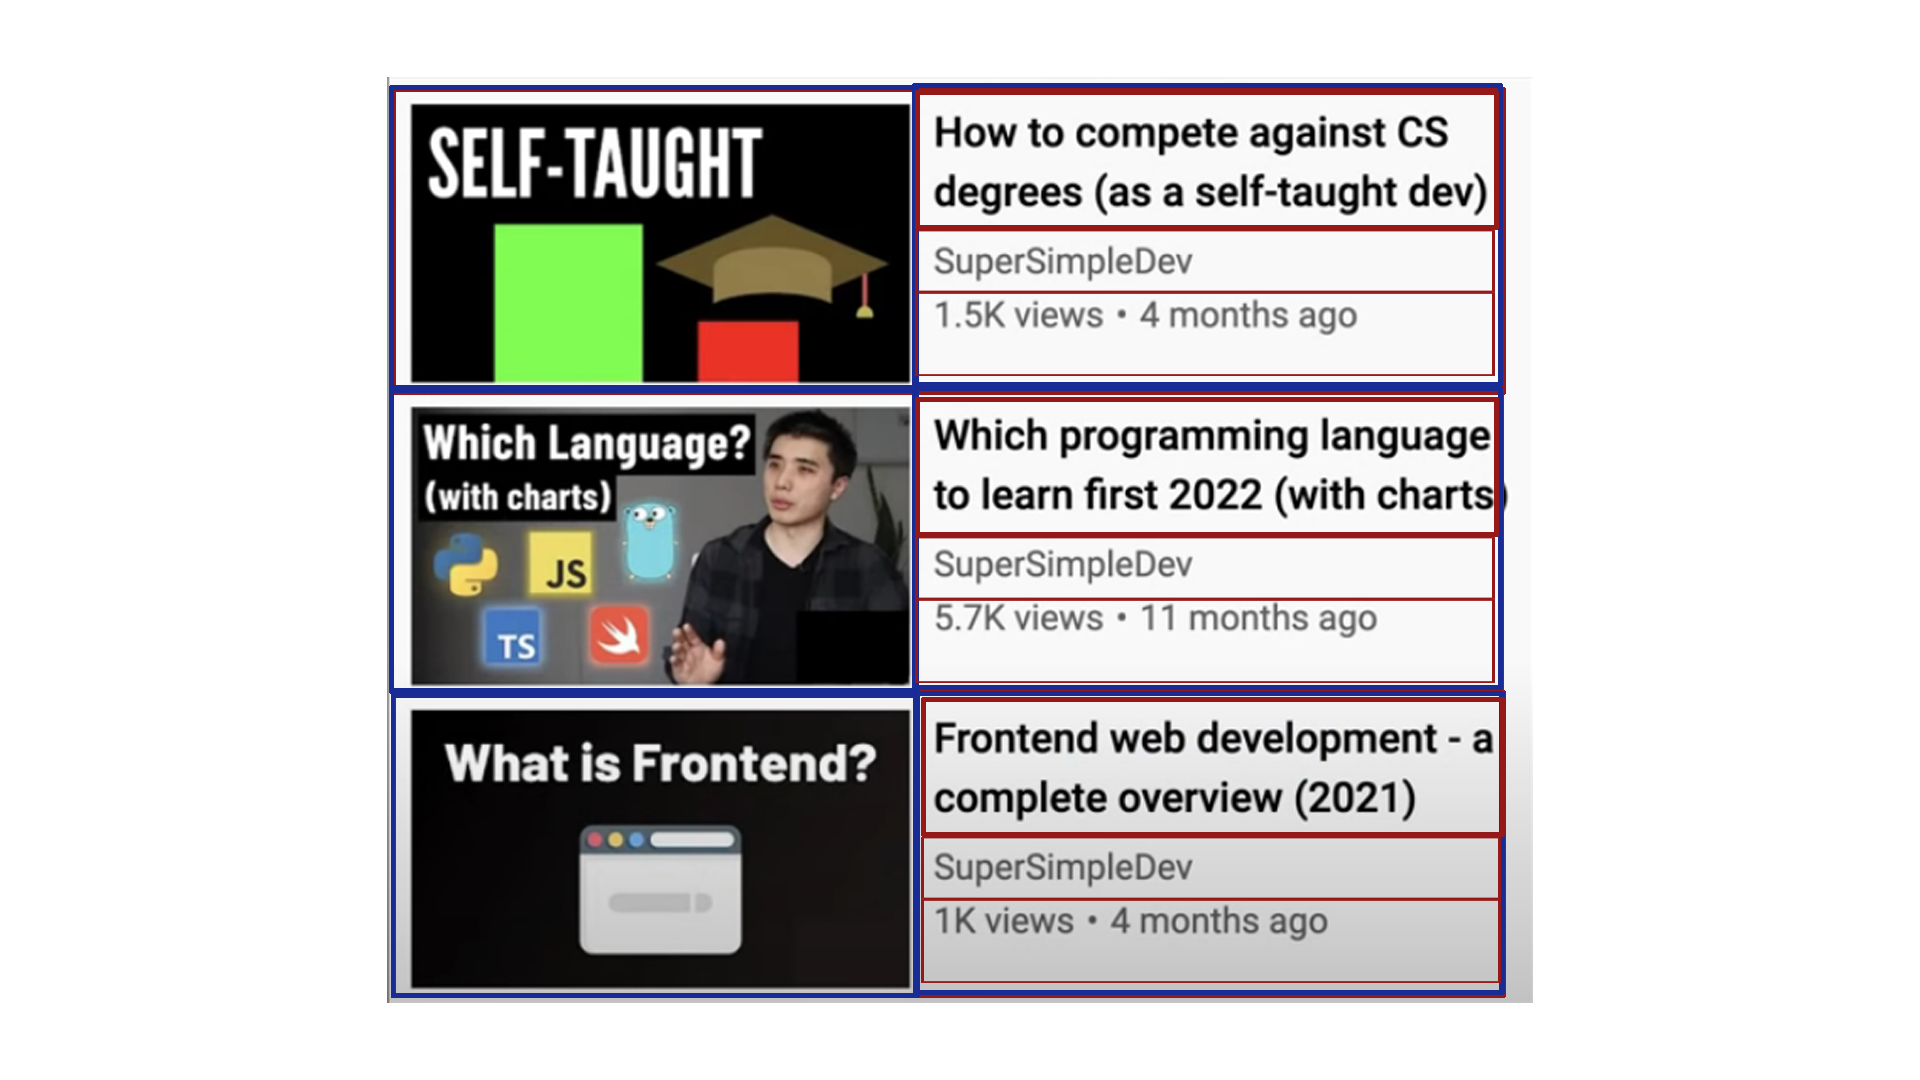 SELF-TAUGHT
How to compete against CS
degrees (as a self-taught dev)
SuperSimpleDev
1.5K views • 4 months ago
Which Language?
(with charts)
JS
TS
Which programming language
to learn first 2022 (with charts)
SuperSimpleDev
5.7K views • 11 months ago
What is Frontend?
Frontend web development - a
complete overview (2021)
SuperSimpleDev
1K views • 4 months ago